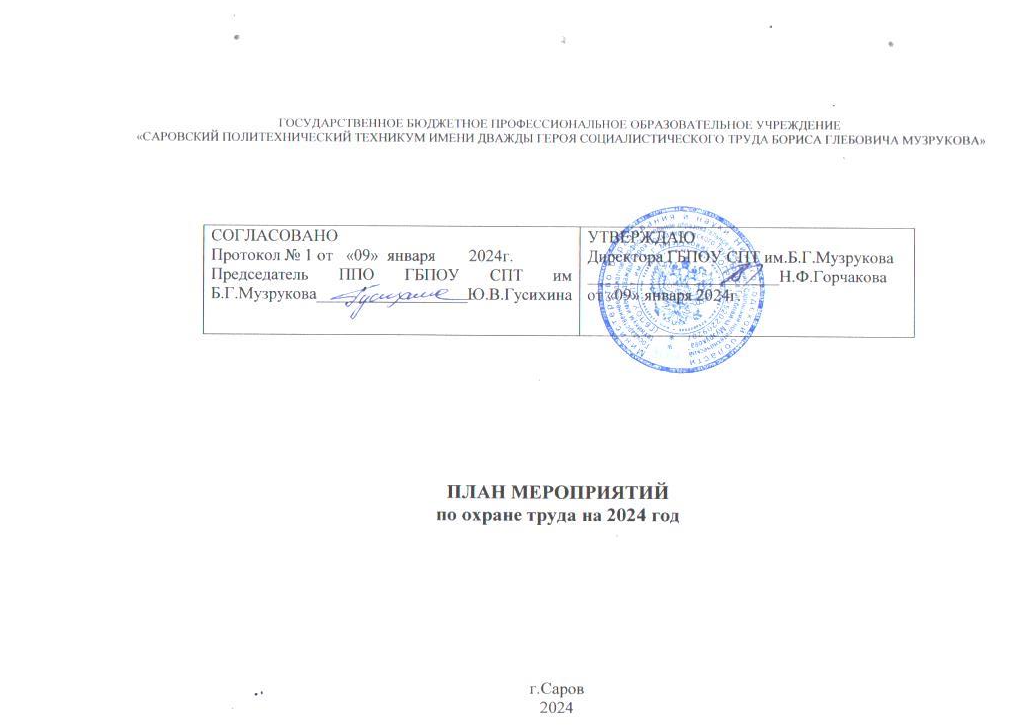 ГОСУДАРСТВЕННОЕ БЮДЖЕТНОЕ ПРОФЕССИОНАЛЬНОЕ ОБРАЗОВАТЕЛЬНОЕ УЧРЕЖДЕНИЕ
«САРОВСКИЙ ПОЛИТЕХНИЧЕСКИЙ ТЕХНИКУМ ИМЕНИ ДВАЖДЫ ГЕРОЯ СОЦИАЛИСТИЧЕСКОГО ТРУДА БОРИСА ГЛЕБОВИЧА МУЗРУКОВА»
СОГЛАСОВАНО
Протокол № 1 от «09» января 2024г.
Председатель ППО ГБПОУ СПТ им
Б.Г.Музрукова Гусихина Ю.В.Гусихина
УТВЕРЖДАЮ
Директора ГБПОУ СПТ им.Б.Г.Музрукова
Н.Ф.Горчакова
от «09» января 2024г.
ПЛАН МЕРОПРИЯТИЙ
по охране труда на 2024 год
г.Саров
2024